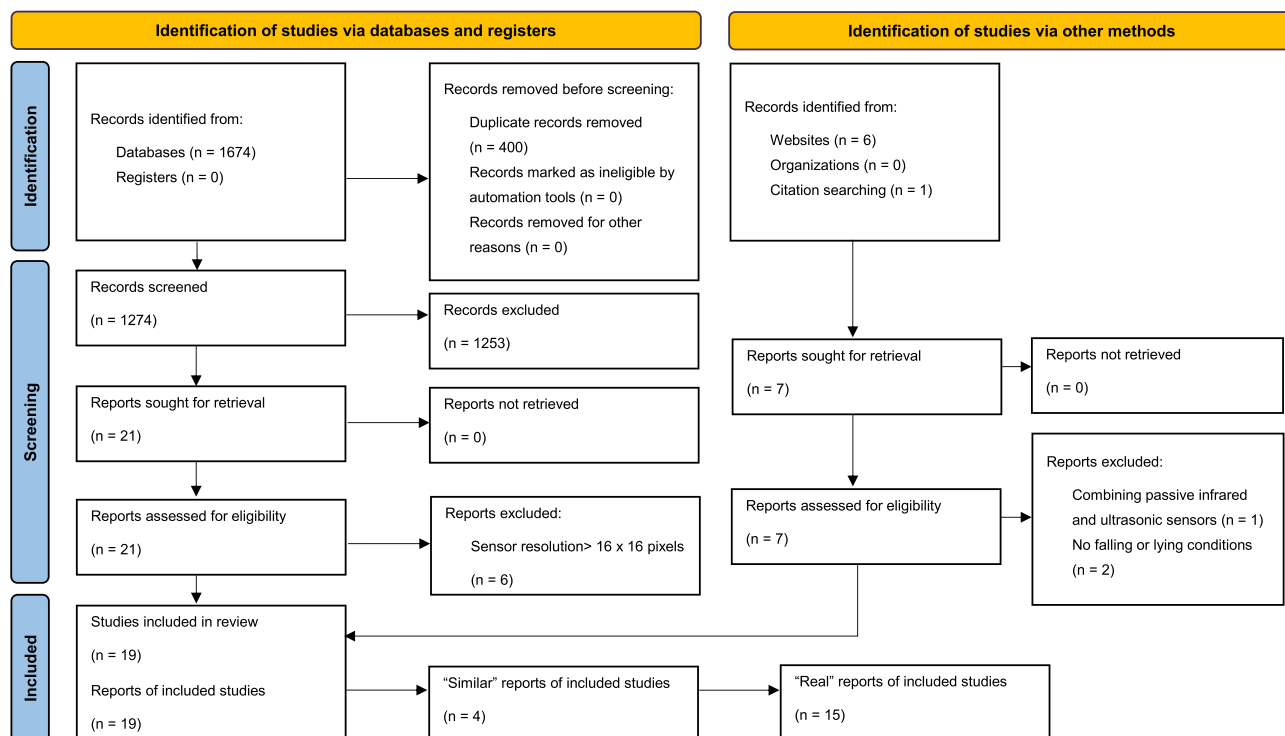 Identification of studies via databases and registers
Identification of studies via other methods
Identification
Records identified from:
Databases (n = 1674)
Registers (n = 0)
Records removed before screening:
Duplicate records removed
(n = 400)
Records marked as ineligible by
automation tools (n = 0)
Records removed for other
reasons (n = 0)
Records identified from:
Websites (n = 6)
Organizations (n = 0)
Citation searching (n = 1)
Screening
Records screened
(n = 1274)
Records excluded
(n = 1253)
Reports sought for retrieval
(n = 21)
Reports not retrieved
(n = 0)
Reports sought for retrieval
(n = 7)
Reports not retrieved
(n = 0)
Reports assessed for eligibility
(n = 21)
Reports excluded:
Sensor resolution> 16 x 16 pixels
(n = 6)
Reports assessed for eligibility
(n = 7)
Reports excluded:
Combining passive infrared
and ultrasonic sensors (n = 1)
No falling or lying conditions
(n = 2)
Included
Studies included in review
(n = 19)
Reports of included studies
(n = 19)
“Similar” reports of included studies
(n = 4)
“Real” reports of included studies
(n = 15)